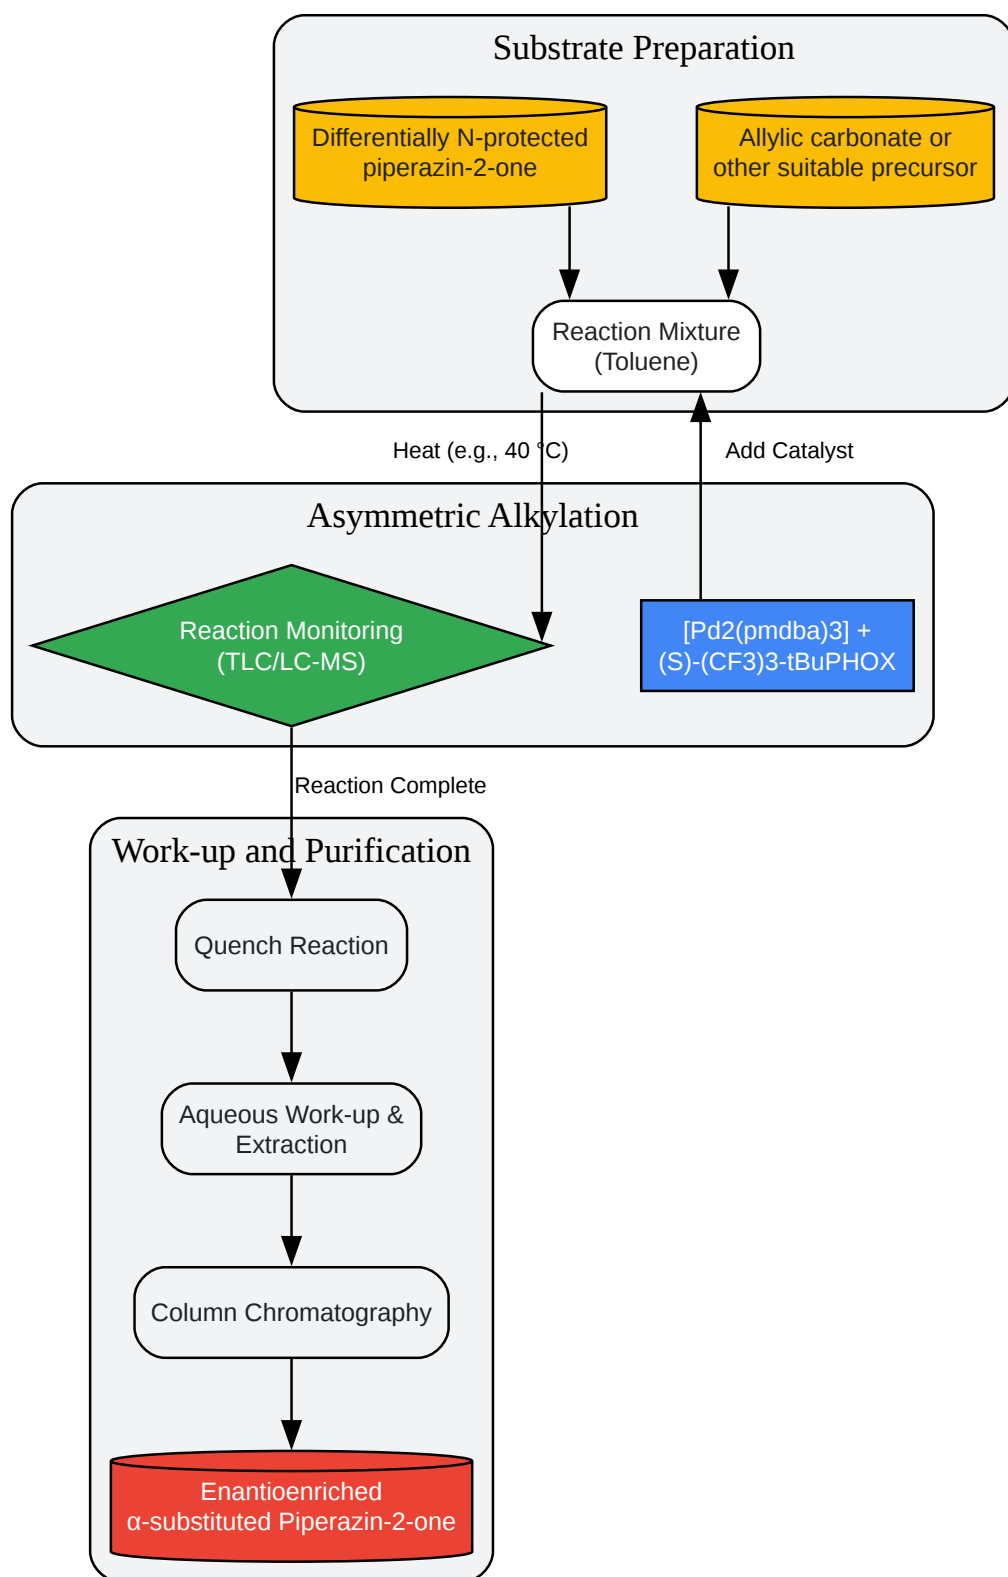 Substrate Preparation
Differentially N-protected
piperazin-2-one
Allylic carbonate or
other suitable precursor
Reaction Mixture
(Toluene)
Heat (e.g., 40 °C)
Add Catalyst
Asymmetric Alkylation
Reaction Monitoring
(TLC/LC-MS)
[Pd2(pmdba)3] +
(S)-(CF3)3-tBuPHOX
Reaction Complete
Work-up and Purification
Quench Reaction
Aqueous Work-up &
Extraction
Column Chromatography
Enantioenriched
α-substituted Piperazin-2-one